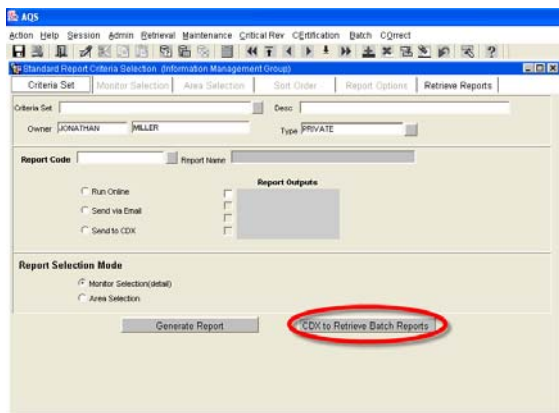 AQS
Action Help Session Admin Retrieval Maintenance Critical Rev CErtification Batch COrrect
Standard Report Criteria Selection (Information Management Group)
Criteria Set Monitor Selection Area Selection Sort Order Report Options Retrieve Reports
Criteria Set Desc
Owner JONATHAN MILLER Type PRIVATE
Report Code Report Name
Report Outputs
Run Online
Send via Email
Send to CDX
Report Selection Mode
Monitor Selection(detail)
Area Selection
Generate Report CDX to Retrieve Batch Reports